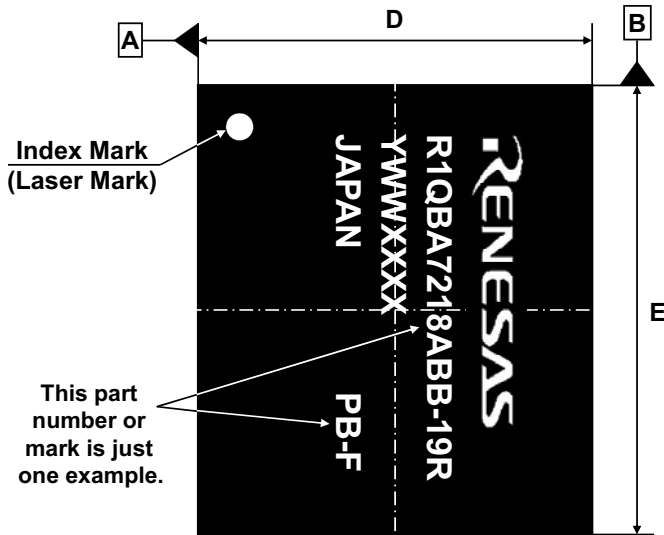 A
D
B
Index Mark
(Laser Mark)
RENESAS
R1QBA7218ABB-19R
YWWXXXX
JAPAN
PB-F
E
This part
number or
mark is just
one example.